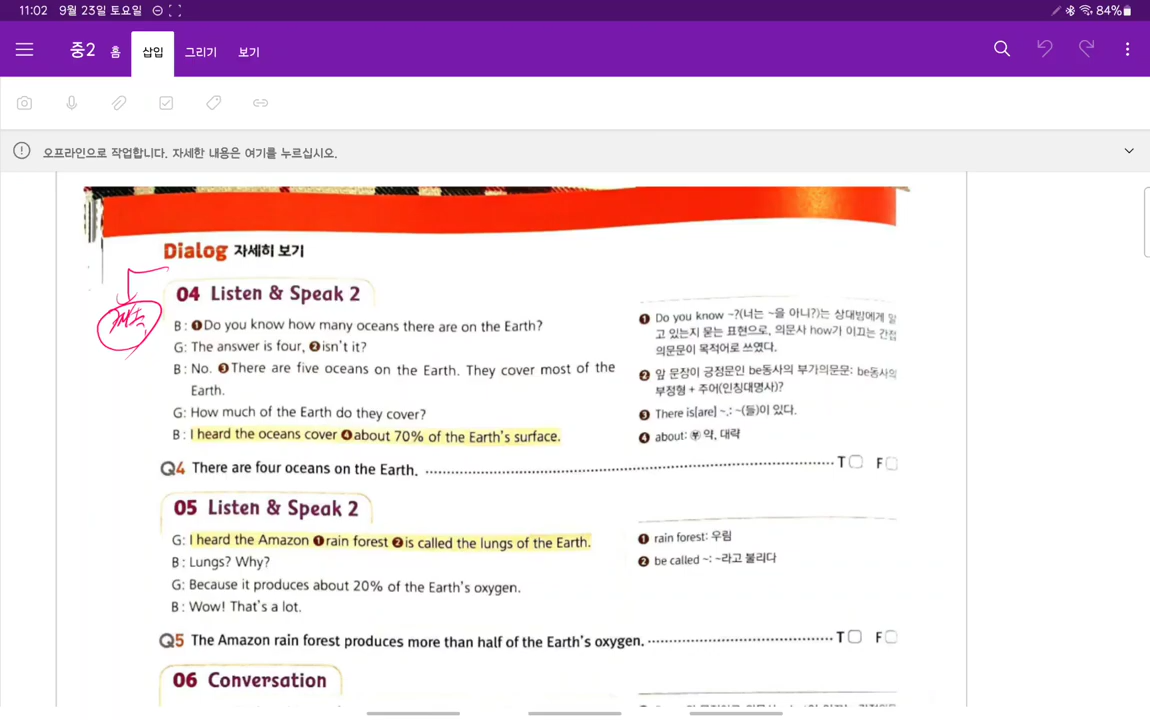 11:02 9월 23일 토요일 84%
중2 홈 삽입 그리기 보기
오프라인으로 작업합니다. 자세한 내용은 여기를 누르십시오.
Dialog 자세히 보기
04 Listen & Speak 2
B: ❶Do you know how many oceans there are on the Earth?
G: The answer is four, ❷isn't it?
B: No. ❸There are five oceans on the Earth. They cover most of the
Earth.
G: How much of the Earth do they cover?
B: I heard the oceans cover ❹about 70% of the Earth's surface.
❶ Do you know ~?(너는 ~을 아니?)는 상대방에게 알
고 있는지 묻는 표현으로, 의문사 how가 이끄는 간접
의문문이 목적어로 쓰였다.
❷ 앞 문장이 긍정문인 be동사의 부가의문문: be동사의
부정형 + 주어(인칭대명사)?
❸ There is[are] ~.: ~(들)이 있다.
❹ about: ㉾ 약, 대략
Q4 There are four oceans on the Earth. T F
05 Listen & Speak 2
G: I heard the Amazon ❶rain forest ❷is called the lungs of the Earth.
B: Lungs? Why?
G: Because it produces about 20% of the Earth's oxygen.
B: Wow! That's a lot.
❶ rain forest: 우림
❷ be called ~: ~라고 불리다
Q5 The Amazon rain forest produces more than half of the Earth's oxygen. T F
06 Conversation